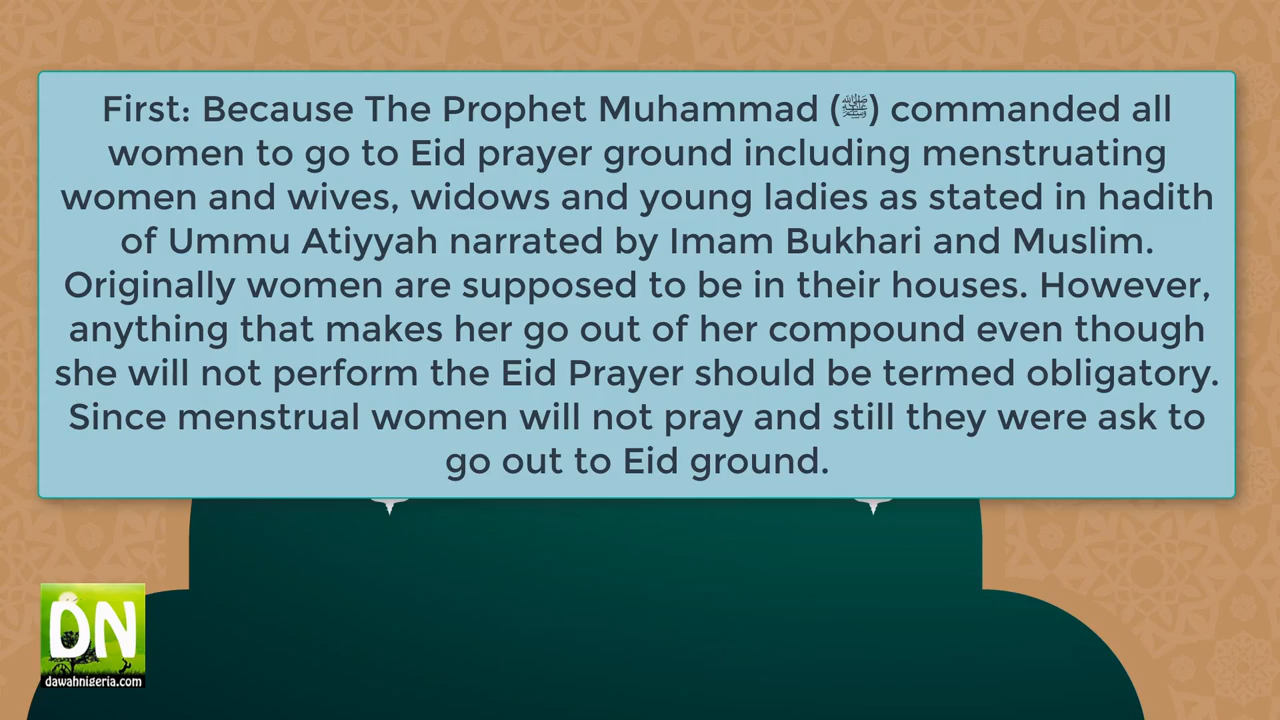 First: Because The Prophet Muhammad (ﷺ) commanded all
women to go to Eid prayer ground including menstruating
women and wives, widows and young ladies as stated in hadith
of Ummu Atiyyah narrated by Imam Bukhari and Muslim.
Originally women are supposed to be in their houses. However,
anything that makes her go out of her compound even though
she will not perform the Eid Prayer should be termed obligatory.
Since menstrual women will not pray and still they were ask to
go out to Eid ground.
DN
dawahnigeria.com